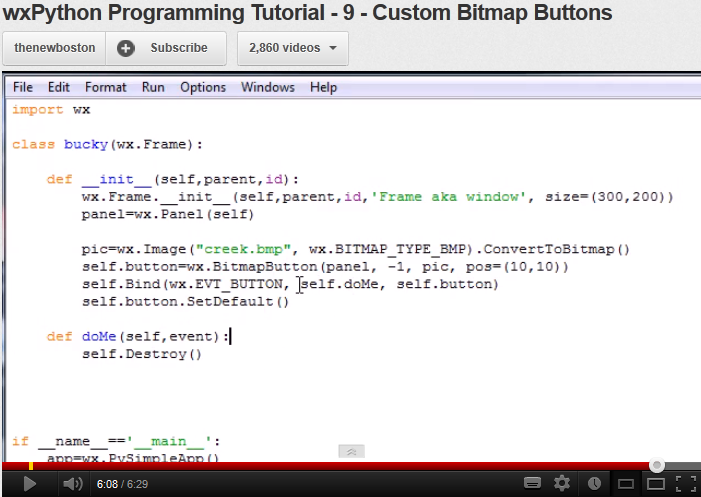 wxPython Programming Tutorial - 9 - Custom Bitmap Buttons
thenewboston Subscribe 2,860 videos
File Edit Format Run Options Windows Help
import wx
class bucky(wx.Frame):
def __init__(self,parent,id):
wx.Frame.__init__(self,parent,id,'Frame aka window', size=(300,200))
panel=wx.Panel(self)
pic=wx.Image("creek.bmp", wx.BITMAP_TYPE_BMP).ConvertToBitmap()
self.button=wx.BitmapButton(panel, -1, pic, pos=(10,10))
self.Bind(wx.EVT_BUTTON, self.doMe, self.button)
self.button.SetDefault()
def doMe(self,event):
self.Destroy()
if __name__=='__main__':
app=wx.PySimpleApp()
6:08 / 6:29